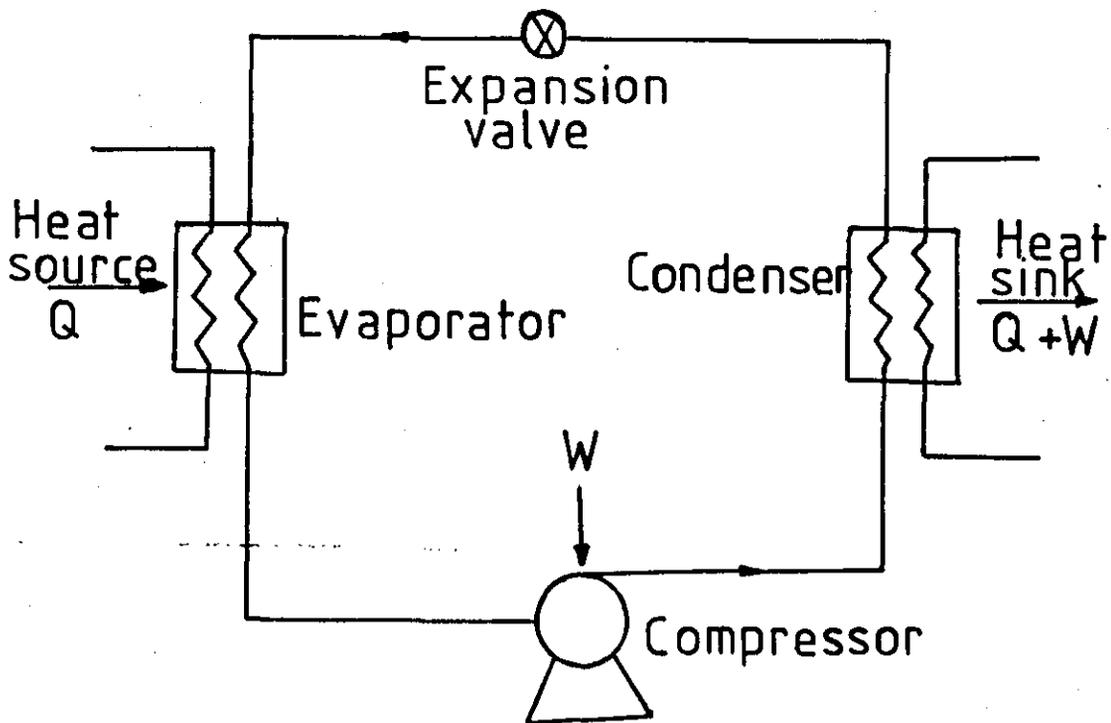 Expansion
valve
Heat
source
Q
Evaporator
Condenser
Heat
sink
Q + W
W
Compressor